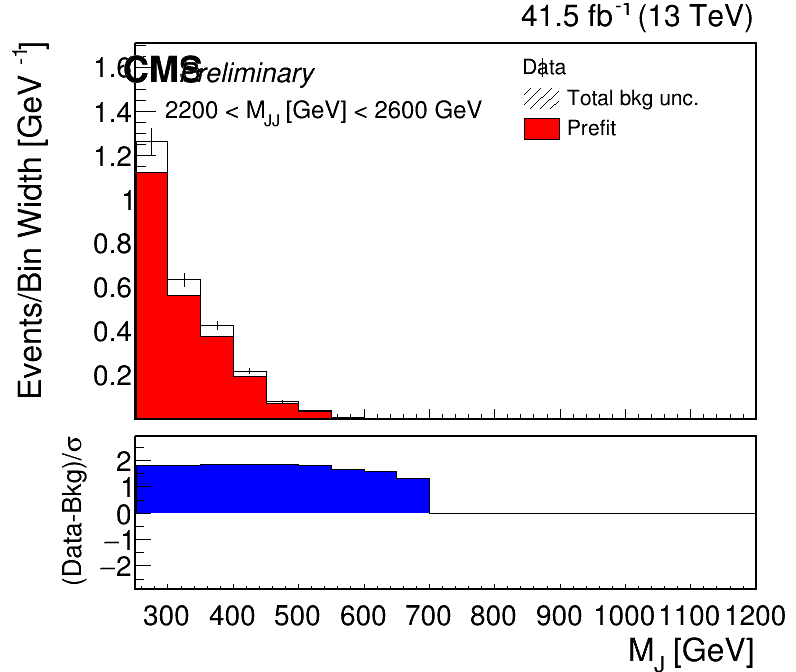 41.5 fb⁻¹ (13 TeV)
Events/Bin Width [GeV⁻¹]
CMS Preliminary
2200 < M_JJ [GeV] < 2600 GeV
Data
Total bkg unc.
Prefit
1.6
1.4
1.2
1
0.8
0.6
0.4
0.2
(Data-Bkg)/σ
2
1
0
−1
−2
300 400 500 600 700 800 900 1000 1100 1200
M_J [GeV]